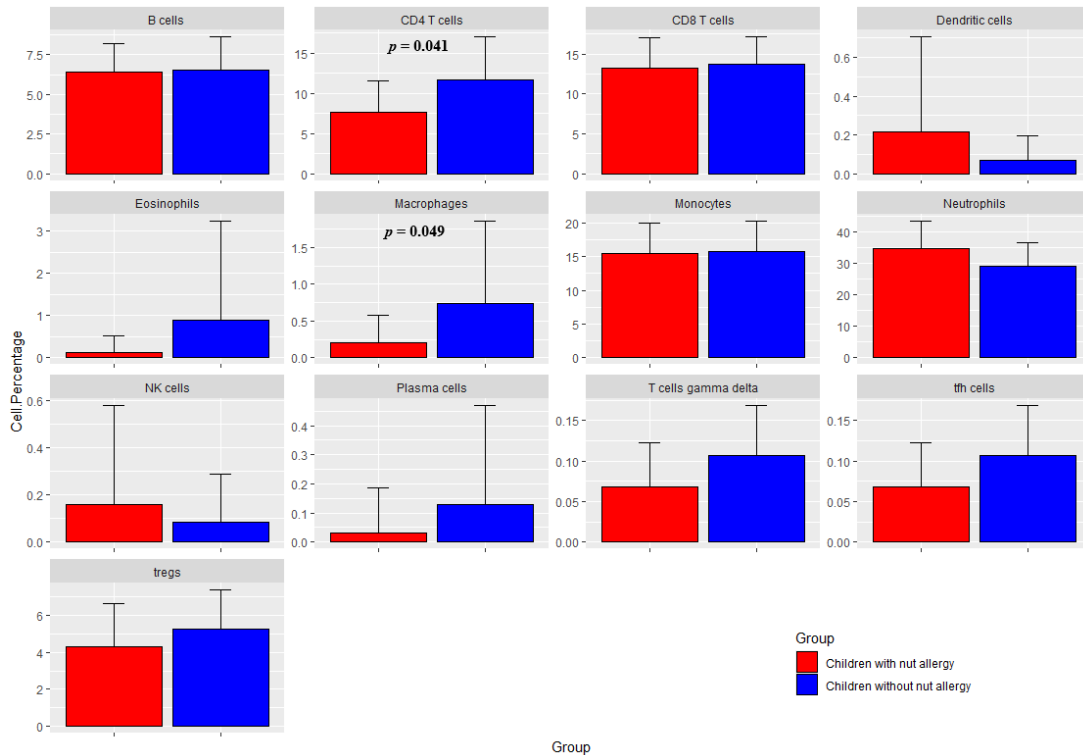 B cells
CD4 T cells
CD8 T cells
Dendritic cells
p = 0.041
7.5
5.0
2.5
0.0
15
10
5
0
15
10
5
0
0.6
0.4
0.2
0.0
Eosinophils
Macrophages
Monocytes
Neutrophils
p = 0.049
3
2
1
0
1.5
1.0
0.5
0.0
20
15
10
5
0
40
30
20
10
0
Cell.Percentage
NK cells
Plasma cells
T cells gamma delta
tfh cells
0.6
0.4
0.2
0.0
0.4
0.3
0.2
0.1
0.0
0.15
0.10
0.05
0.00
0.15
0.10
0.05
0.00
tregs
6
4
2
0
Group
Children with nut allergy
Children without nut allergy
Group